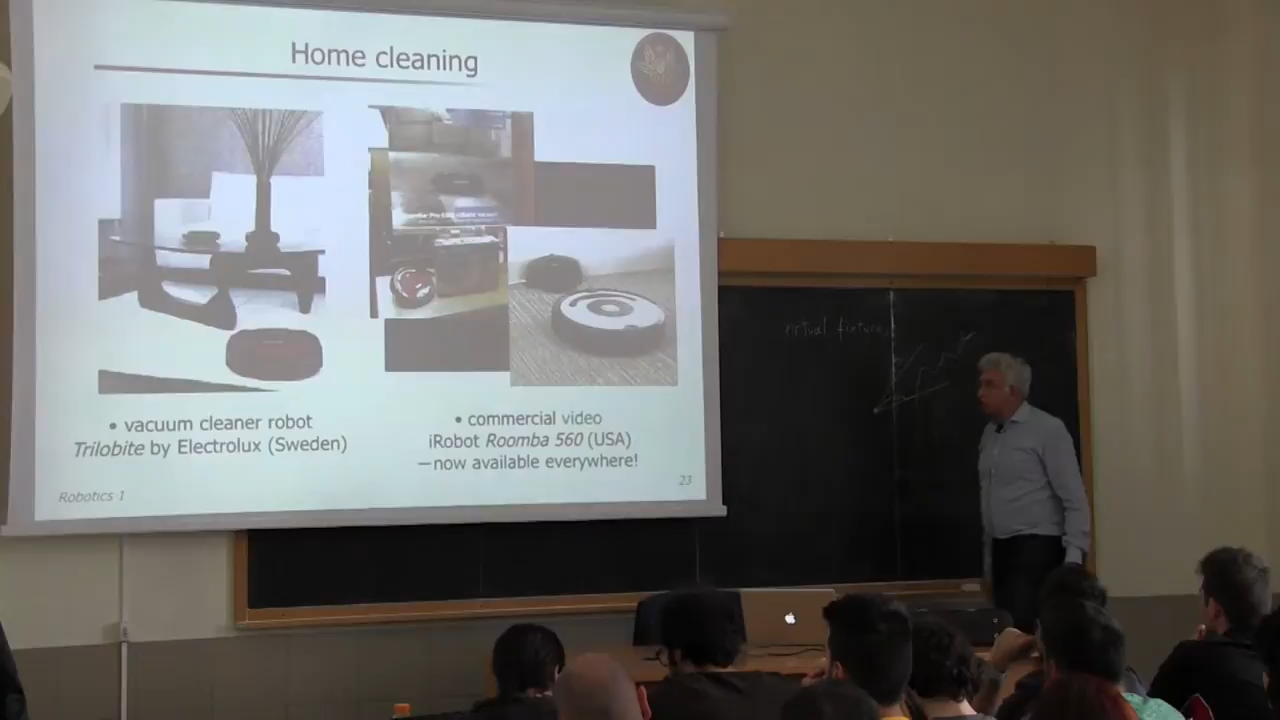 Home cleaning
• vacuum cleaner robot
Trilobite by Electrolux (Sweden)
• commercial video
iRobot Roomba 560 (USA)
—now available everywhere!
Robotics 1
23
virtual fixtures